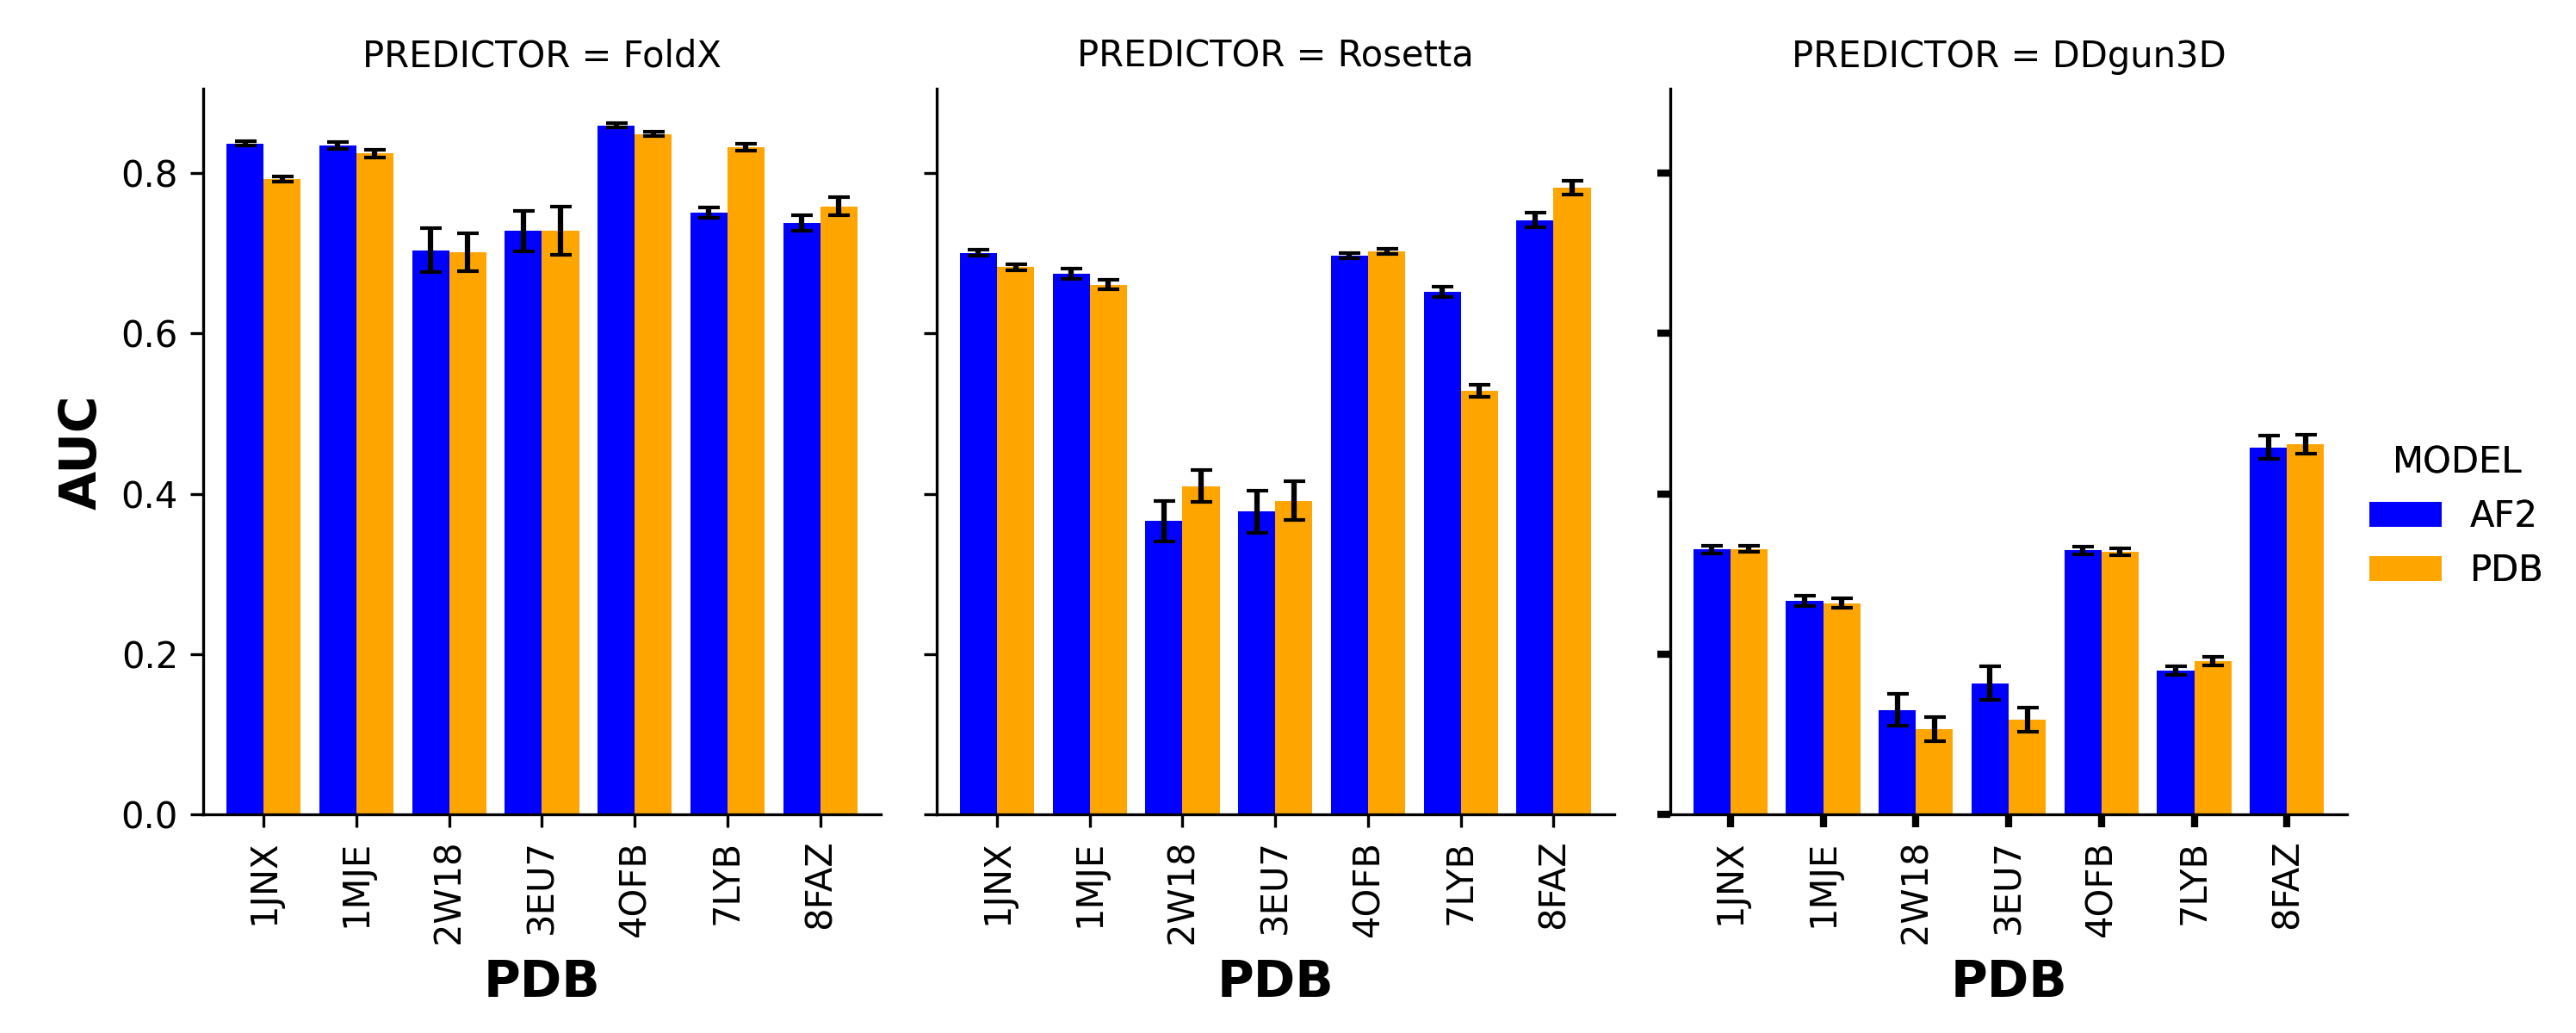 PREDICTOR = FoldX
PREDICTOR = Rosetta
PREDICTOR = DDgun3D
AUC
0.8
0.6
0.4
0.2
0.0
1JNX
1MJE
2W18
3EU7
4OFB
7LYB
8FAZ
1JNX
1MJE
2W18
3EU7
4OFB
7LYB
8FAZ
1JNX
1MJE
2W18
3EU7
4OFB
7LYB
8FAZ
PDB
PDB
PDB
MODEL
AF2
PDB